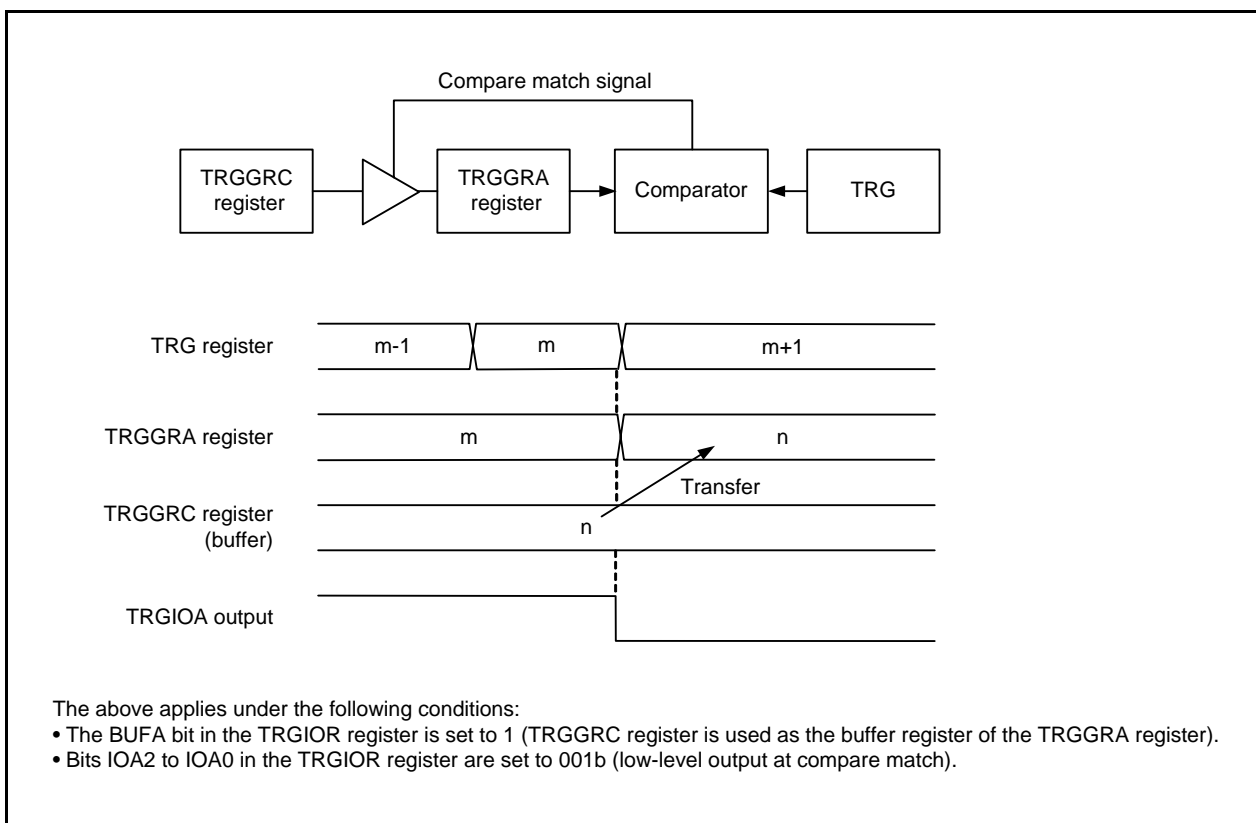 Compare match signal
TRGGRC
register
TRGGRA
register
Comparator
TRG
TRG register
m-1
m
m+1
TRGGRA register
m
n
Transfer
TRGGRC register
(buffer)
n
TRGIOA output
The above applies under the following conditions:
• The BUFA bit in the TRGIOR register is set to 1 (TRGGRC register is used as the buffer register of the TRGGRA register).
• Bits IOA2 to IOA0 in the TRGIOR register are set to 001b (low-level output at compare match).